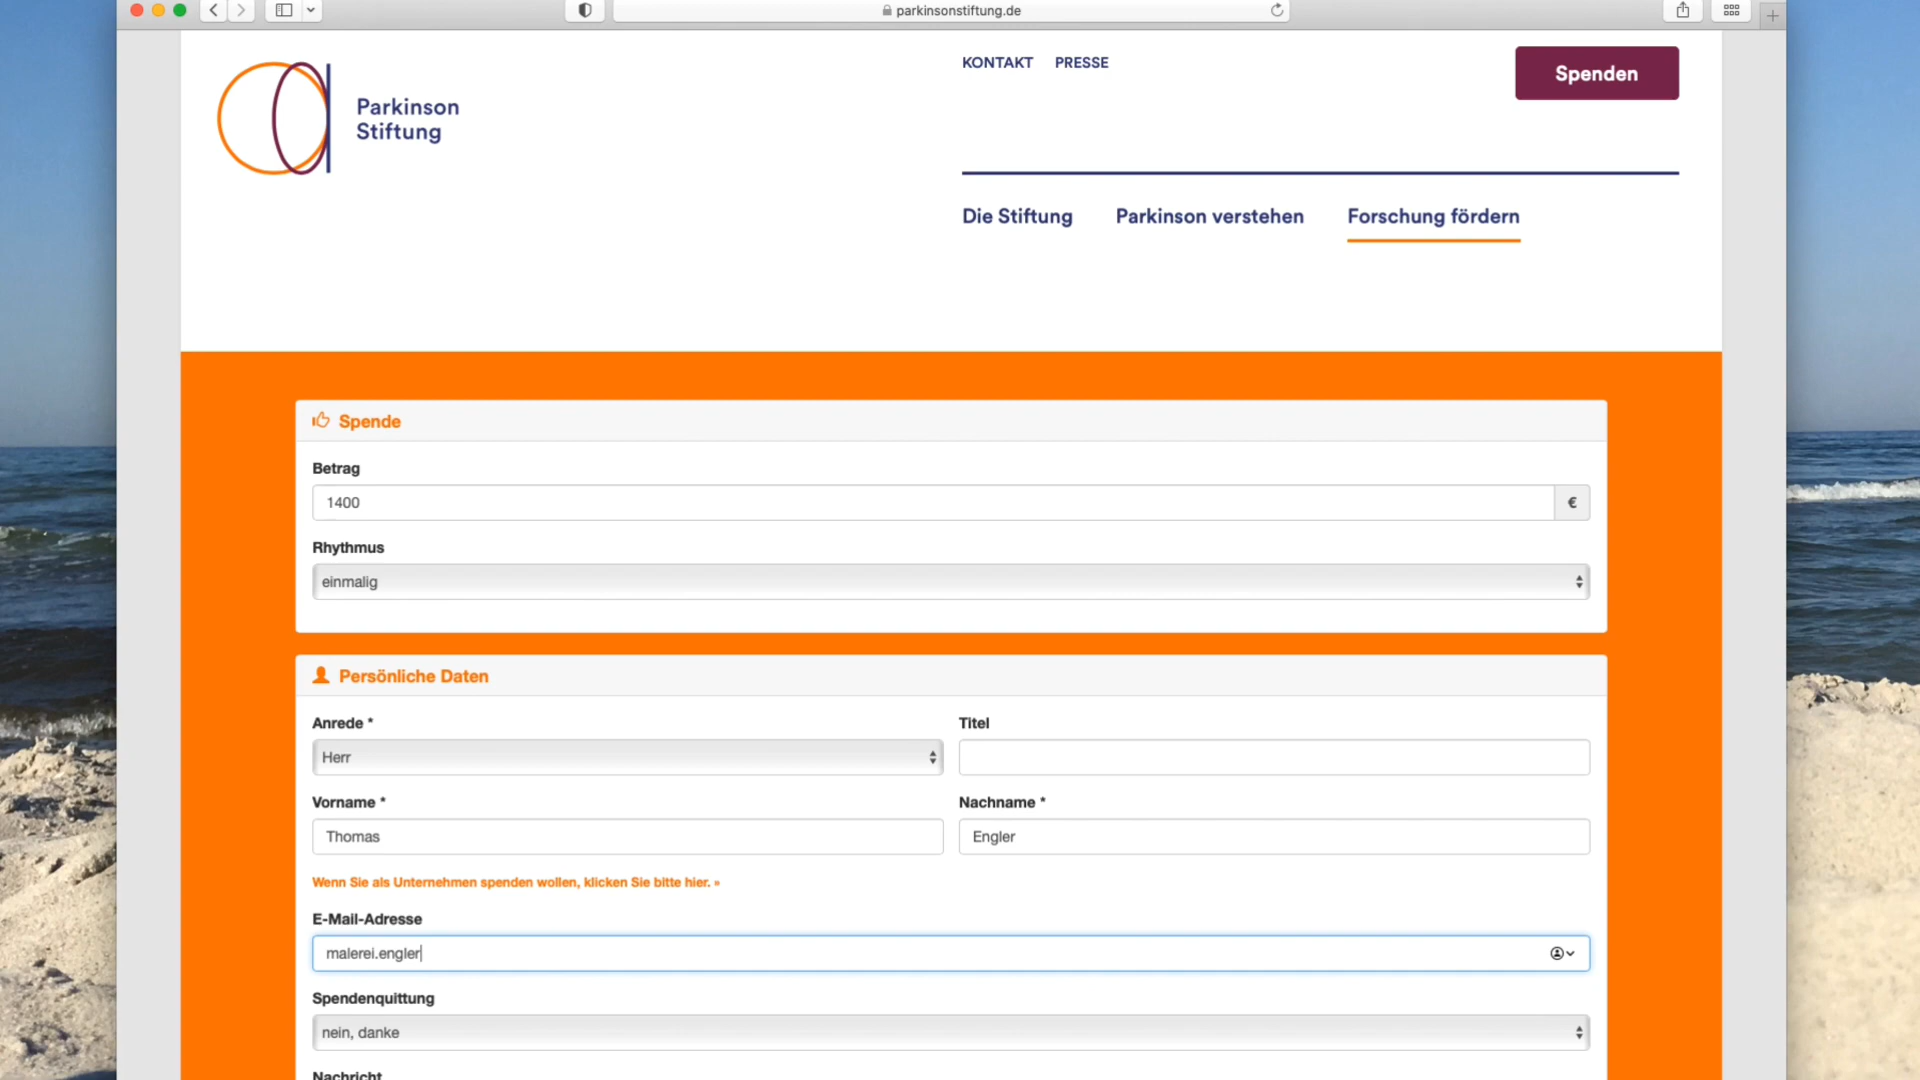 parkinsonstiftung.de
KONTAKT PRESSE
Spenden
Parkinson
Stiftung
Die Stiftung Parkinson verstehen Forschung fördern
Spende
Betrag
1400 €
Rhythmus
einmalig
Persönliche Daten
Anrede * Titel
Herr
Vorname * Nachname *
Thomas Engler
Wenn Sie als Unternehmen spenden wollen, klicken Sie bitte hier. »
E-Mail-Adresse
malerei.engler
Spendenquittung
nein, danke
Nachricht